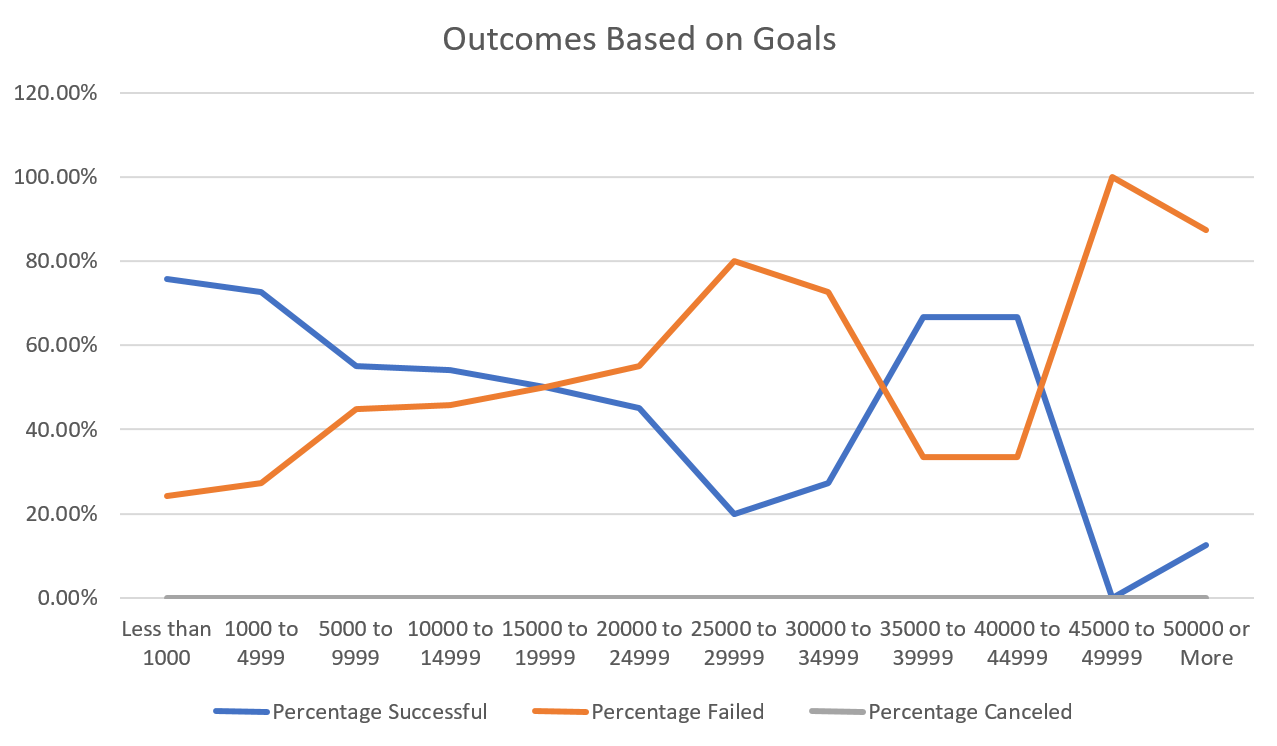 Outcomes Based on Goals
120.00%
100.00%
80.00%
60.00%
40.00%
20.00%
0.00%
Less than 1000 to 5000 to 10000 to 15000 to 20000 to 25000 to 30000 to 35000 to 40000 to 45000 to 50000 or
1000 4999 9999 14999 19999 24999 29999 34999 39999 44999 49999 More
Percentage Successful Percentage Failed Percentage Canceled